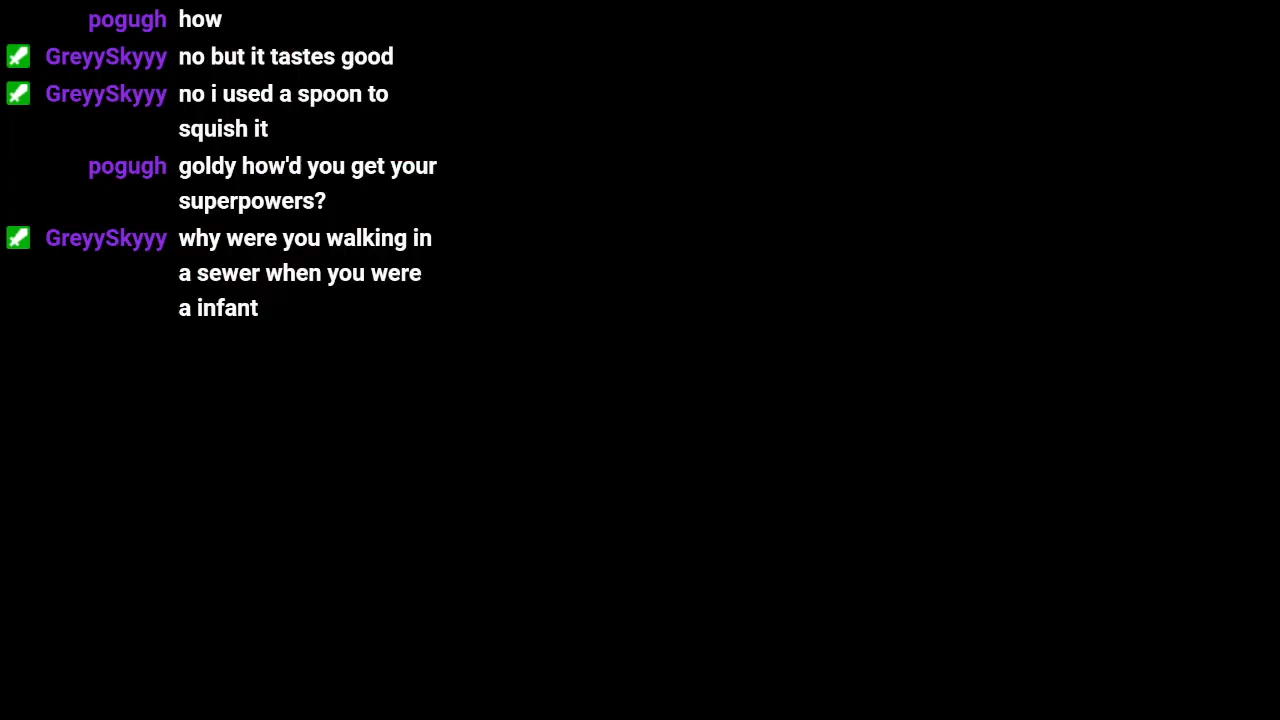 pogugh how
GreyySkyyy no but it tastes good
GreyySkyyy no i used a spoon to
squish it
pogugh goldy how'd you get your
superpowers?
GreyySkyyy why were you walking in
a sewer when you were
a infant